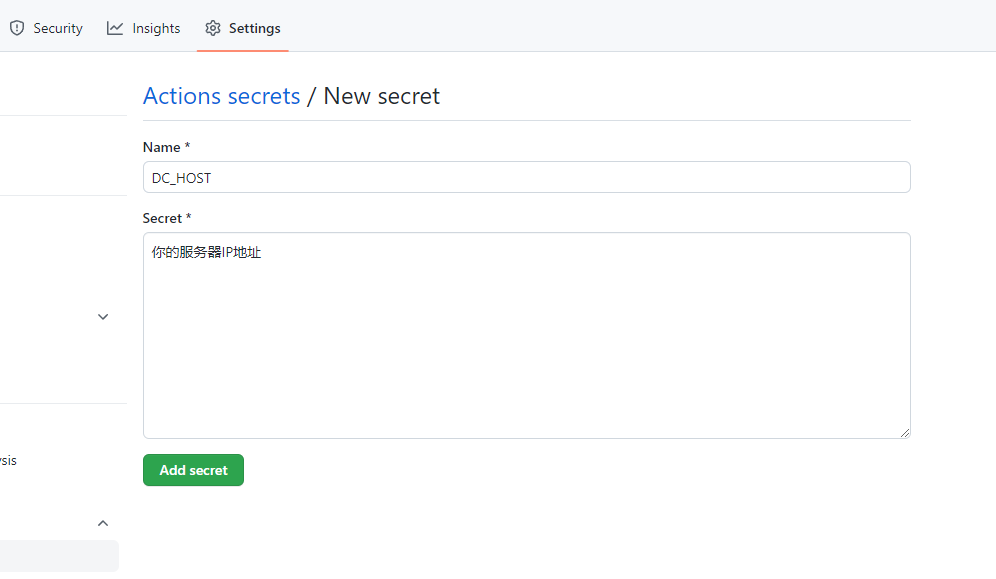 Security Insights Settings
Actions secrets / New secret
Name *
DC_HOST
Secret *
你的服务器IP地址
sis
Add secret